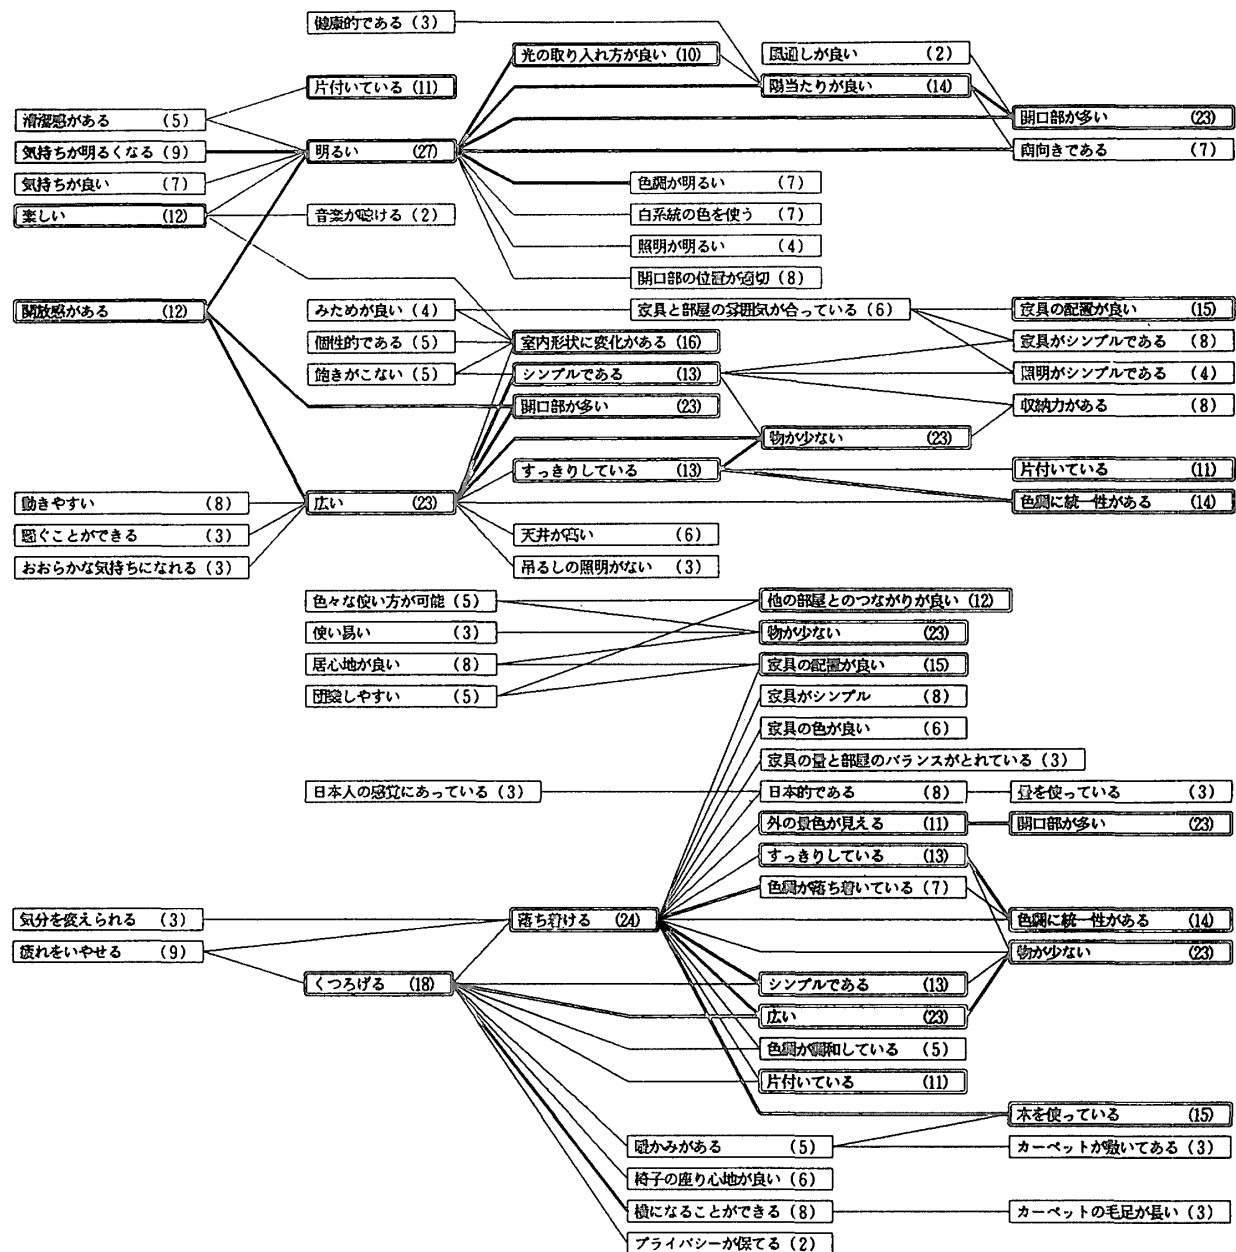 健康的である (3)
光の取り入れ方が良い (10)
風通しが良い (2)
片付いている (11)
陽当たりが良い (14)
清潔感がある (5)
開口部が多い (23)
気持ちが明るくなる (9)
明るい (27)
南向きである (7)
気持ちが良い (7)
色調が明るい (7)
楽しい (12)
音楽が聴ける (2)
白系統の色を使う (7)
照明が明るい (4)
開口部の位置が適切 (8)
開放感がある (12)
みためが良い (4)
家具と部屋の雰囲気が合っている (6)
家具の配置が良い (15)
個性的である (5)
室内形状に変化がある (16)
家具がシンプルである (8)
飽きがこない (5)
シンプルである (13)
照明がシンプルである (4)
開口部が多い (23)
収納力がある (8)
物が少ない (23)
すっきりしている (13)
片付いている (11)
動きやすい (8)
広い (23)
色調に統一性がある (14)
寛ぐことができる (3)
天井が高い (6)
おおらかな気持ちになれる (3)
吊るしの照明がない (3)
色々な使い方が可能 (5)
他の部屋とのつながりが良い (12)
使い易い (3)
物が少ない (23)
居心地が良い (8)
家具の配置が良い (15)
団欒しやすい (5)
家具がシンプル (8)
家具の色が良い (6)
家具の量と部屋のバランスがとれている (3)
日本人の感覚にあっている (3)
日本的である (8)
畳を使っている (3)
外の景色が見える (11)
開口部が多い (23)
すっきりしている (13)
色調が落ち着いている (7)
気分を変えられる (3)
落ち着ける (24)
色調に統一性がある (14)
疲れをいやせる (9)
物が少ない (23)
くつろげる (18)
シンプルである (13)
広い (23)
色調が調和している (5)
片付いている (11)
木を使っている (15)
暖かみがある (5)
カーペットが敷いてある (3)
椅子の座り心地が良い (6)
横になることができる (8)
カーペットの毛足が長い (3)
プライバシーが保てる (2)